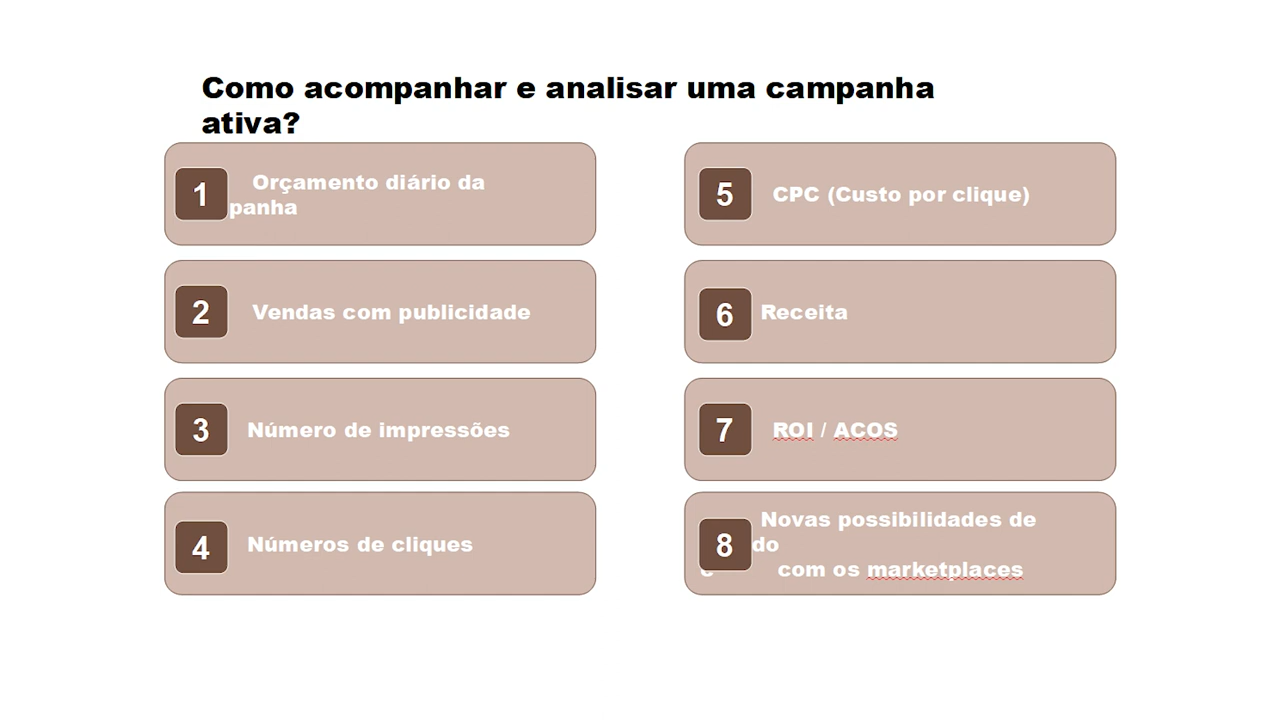 Como acompanhar e analisar uma campanha
ativa?
1 Orçamento diário da
panha
2 Vendas com publicidade
3 Número de impressões
4 Números de cliques
5 CPC (Custo por clique)
6 Receita
7 ROI / ACOS
8 Novas possibilidades de
do
com os marketplaces